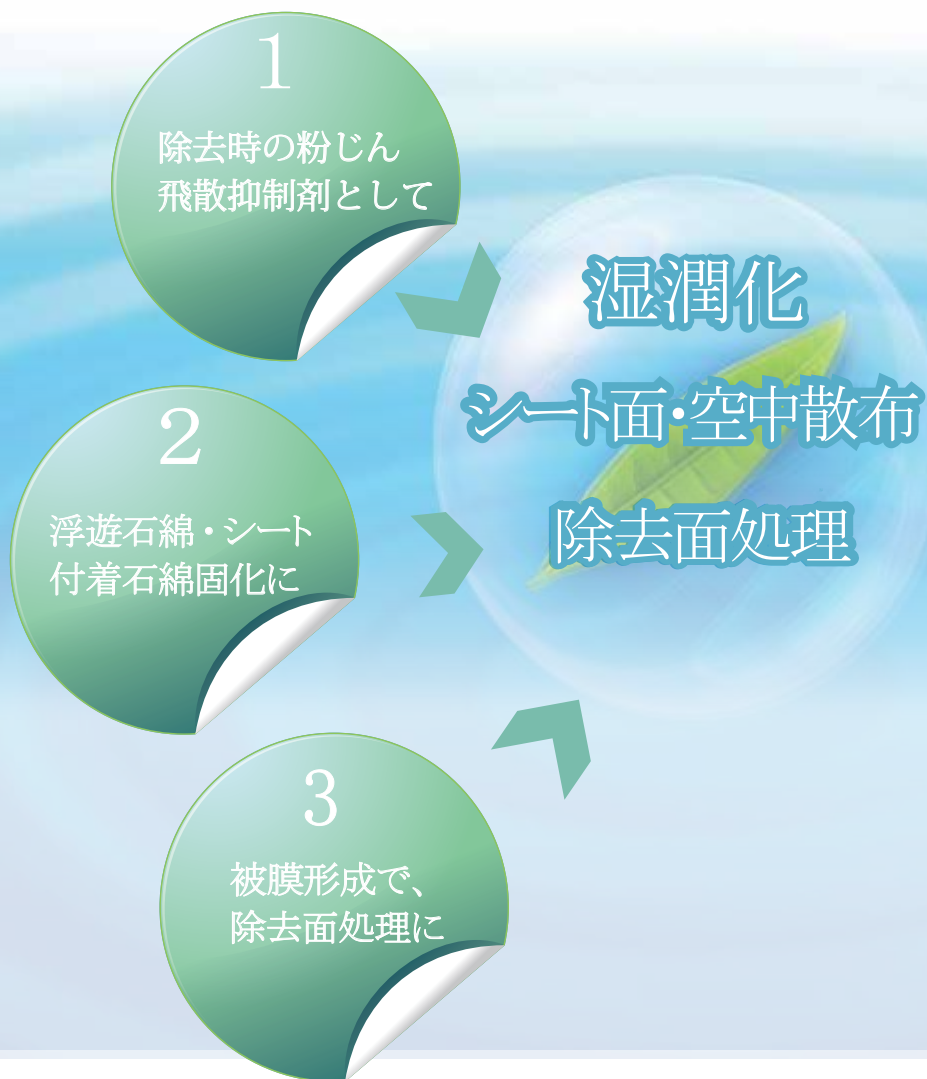 1
除去時の粉じん
飛散抑制剤として
湿潤化
シート面・空中散布
除去面処理
2
浮遊石綿・シート
付着石綿固化に
3
被膜形成で、
除去面処理に